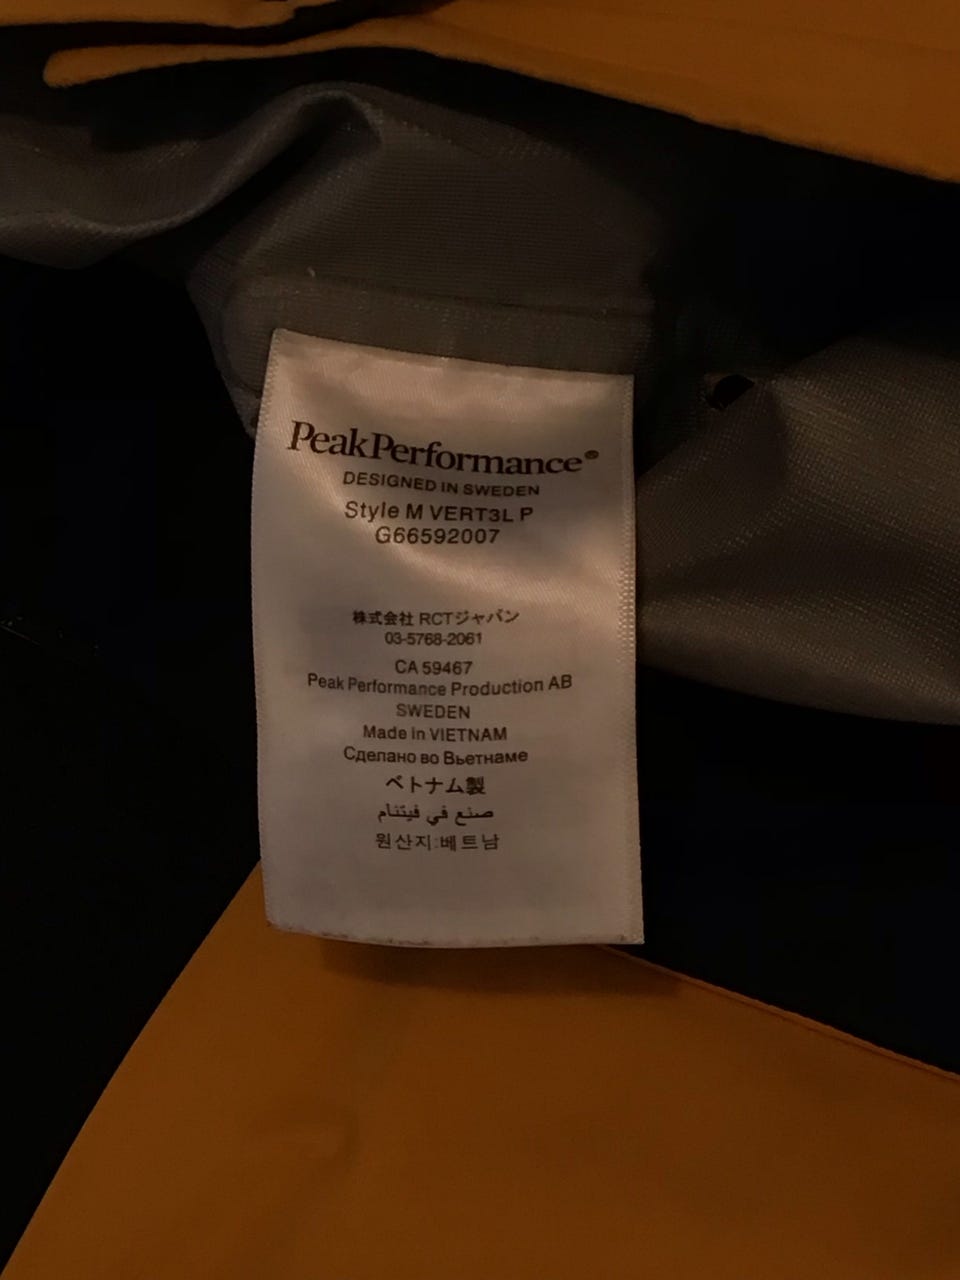 PeakPerformance®
DESIGNED IN SWEDEN
Style M VERT3L P
G66592007
株式会社 RCTジャパン
03-5768-2061
CA 59467
Peak Performance Production AB
SWEDEN
Made in VIETNAM
Сделано во Вьетнаме
ベトナム製
صنع في فيتنام
원산지:베트남